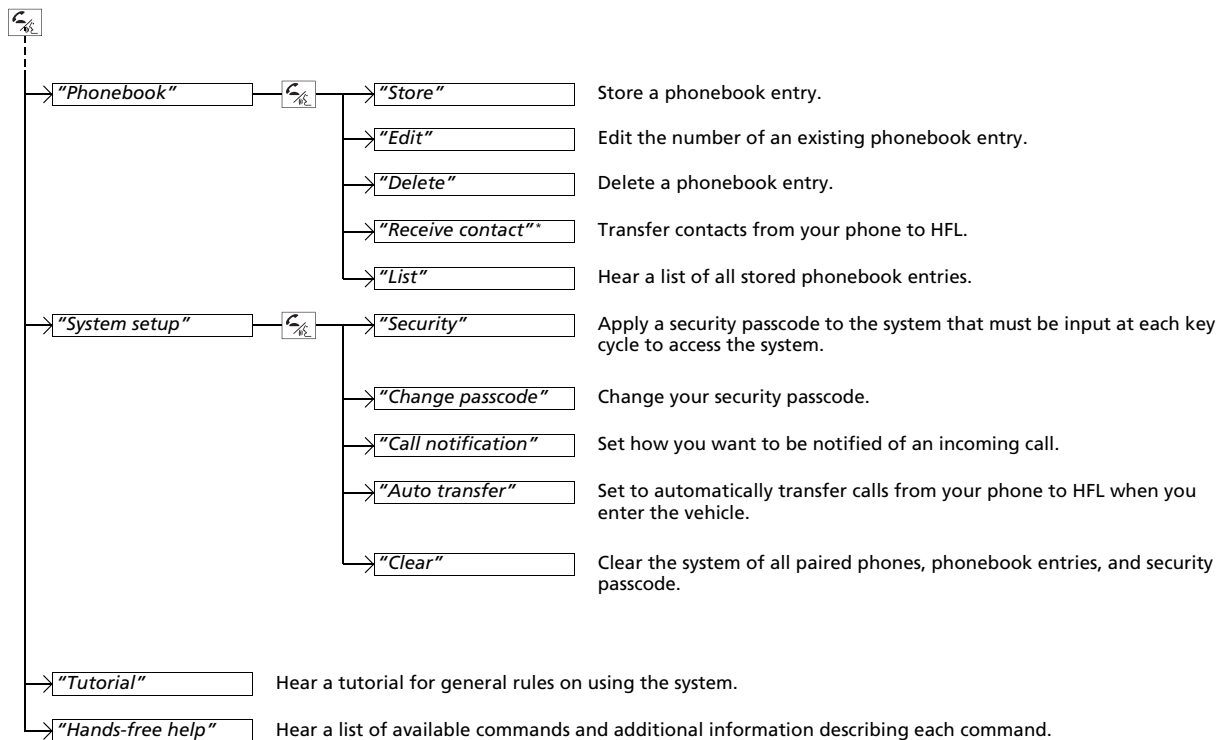 "Phonebook" "Store" Store a phonebook entry.
"Edit" Edit the number of an existing phonebook entry.
"Delete" Delete a phonebook entry.
"Receive contact"* Transfer contacts from your phone to HFL.
"List" Hear a list of all stored phonebook entries.
"System setup" "Security" Apply a security passcode to the system that must be input at each key
cycle to access the system.
"Change passcode" Change your security passcode.
"Call notification" Set how you want to be notified of an incoming call.
"Auto transfer" Set to automatically transfer calls from your phone to HFL when you
enter the vehicle.
"Clear" Clear the system of all paired phones, phonebook entries, and security
passcode.
"Tutorial" Hear a tutorial for general rules on using the system.
"Hands-free help" Hear a list of available commands and additional information describing each command.